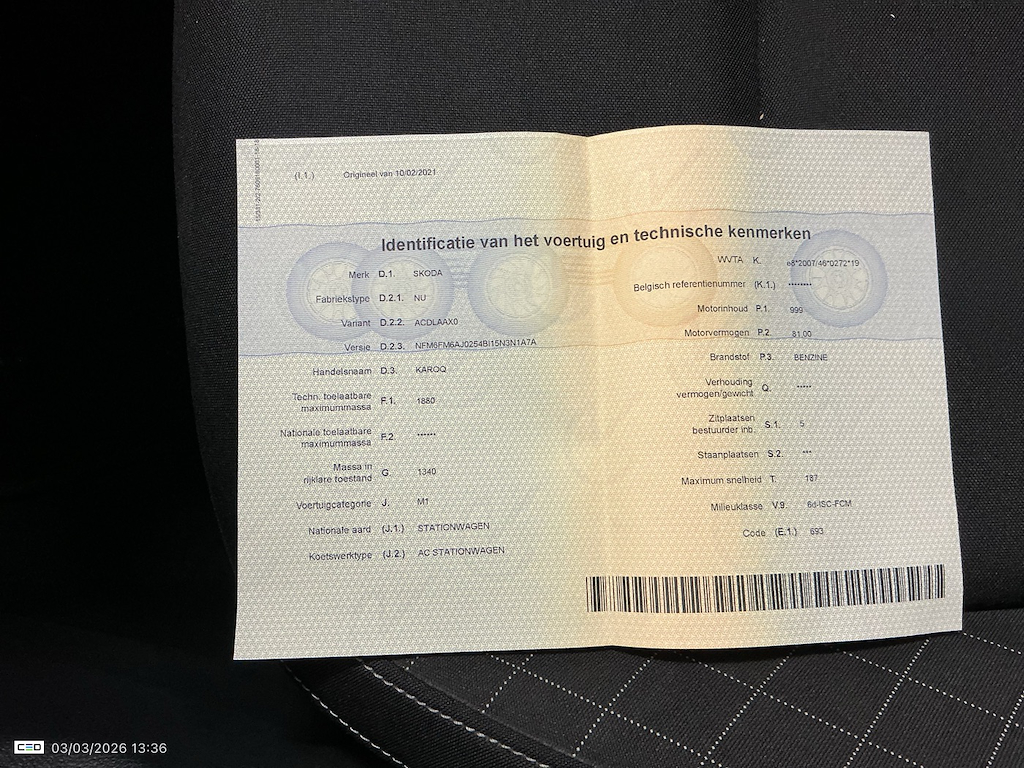 (I.1.) Origineel van 10/02/2021
Identificatie van het voertuig en technische kenmerken
Merk D.1. SKODA
Fabriekstype D.2.1. NU
Variant D.2.2. ACDLAAX0
Versie D.2.3. NFM6FM6AJ0254BI15N3N1A7A
Handelsnaam D.3. KAROQ
Techn. toelaatbare
maximummassa F.1. 1880
Nationale toelaatbare
maximummassa F.2. ******
Massa in
rijklare toestand G. 1340
Voertuigcategorie J. M1
Nationale aard (J.1.) STATIONWAGEN
Koetswerktype (J.2.) AC STATIONWAGEN
WVTA K. e8*2007/46*0272*19
Belgisch referentienummer (K.1.) ********
Motorinhoud P.1. 999
Motorvermogen P.2. 81.00
Brandstof P.3. BENZINE
Verhouding
vermogen/gewicht Q. *****
Zitplaatsen
bestuurder inb. S.1. 5
Staanplaatsen S.2. ***
Maximum snelheid T. 187
Milieuklasse V.9. 6d-ISC-FCM
Code (E.1.) 693
CEO 03/03/2026 13:36